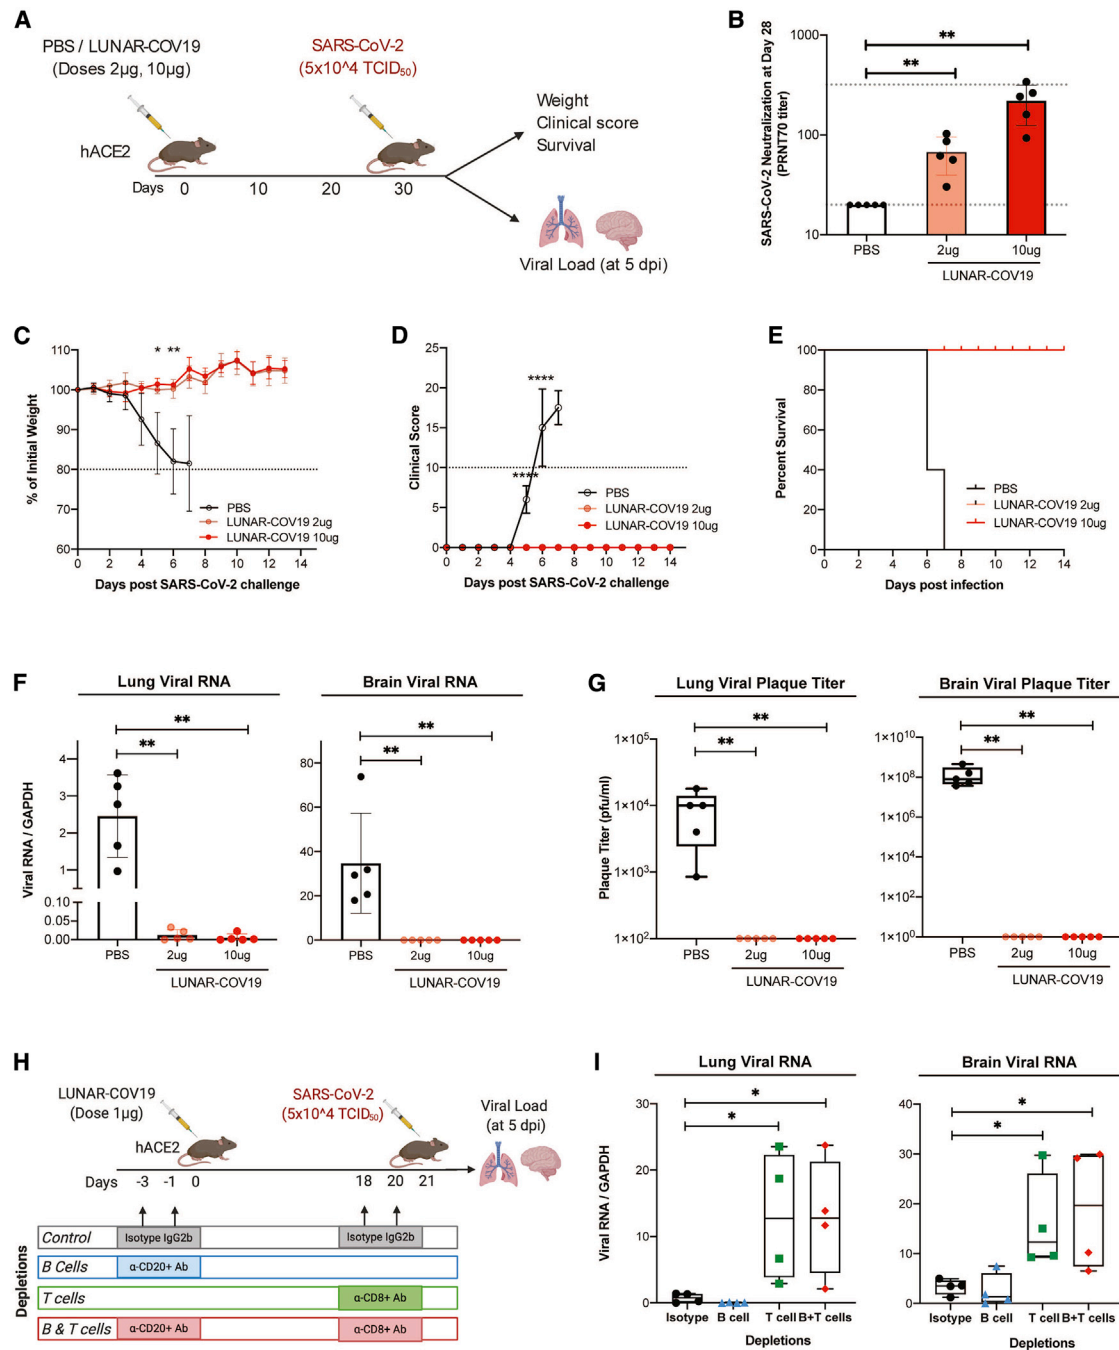 A
PBS / LUNAR-COV19
(Doses 2µg, 10µg)
SARS-CoV-2
(5x10^4 TCID50)
hACE2
Days 0 10 20 30
Weight
Clinical score
Survival
Viral Load (at 5 dpi)
B
SARS-CoV-2 Neutralization at Day 28
(PRNT70 titer)
1000
100
10
**
**
PBS 2ug 10ug
LUNAR-COV19
C
% of Initial Weight
110
100
90
80
70
60
* **
PBS
LUNAR-COV19 2ug
LUNAR-COV19 10ug
0 2 4 6 8 10 12 14
Days post SARS-CoV-2 challenge
D
Clinical Score
25
20
15
10
5
0
****
****
PBS
LUNAR-COV19 2ug
LUNAR-COV19 10ug
0 2 4 6 8 10 12 14
Days post SARS-CoV-2 challenge
E
Percent Survival
100
80
60
40
20
0
PBS
LUNAR-COV19 2ug
LUNAR-COV19 10ug
0 2 4 6 8 10 12 14
Days post infection
F
Lung Viral RNA
Viral RNA / GAPDH
4
3
2
1
0.10
0.05
0.00
**
**
PBS 2ug 10ug
LUNAR-COV19
Brain Viral RNA
80
60
40
20
0
**
**
PBS 2ug 10ug
LUNAR-COV19
G
Lung Viral Plaque Titer
Plaque Titer (pfu/ml)
1×10^5
1×10^4
1×10^3
1×10^2
**
**
PBS 2ug 10ug
LUNAR-COV19
Brain Viral Plaque Titer
1×10^10
1×10^8
1×10^6
1×10^4
1×10^2
1×10^0
**
**
PBS 2ug 10ug
LUNAR-COV19
H
LUNAR-COV19
(Dose 1µg)
SARS-CoV-2
(5x10^4 TCID50)
Viral Load
(at 5 dpi)
hACE2
Days -3 -1 0 18 20 21
Depletions
Control Isotype IgG2b Isotype IgG2b
B Cells α-CD20+ Ab
T cells α-CD8+ Ab
B & T cells α-CD20+ Ab α-CD8+ Ab
I
Lung Viral RNA
Viral RNA / GAPDH
30
20
10
0
*
*
Isotype B cell T cell B+T cells
Depletions
Brain Viral RNA
40
30
20
10
0
*
*
Isotype B cell T cell B+T cells
Depletions